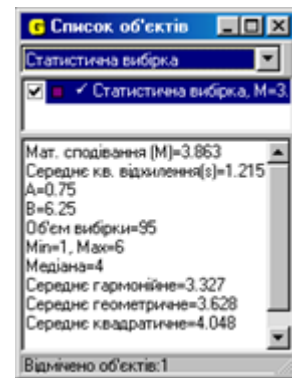 Список об'єктів
Статистична вибірка
Статистична вибірка, M=3.
Мат. сподівання (M)=3.863
Середнє кв. відхилення(s)=1.215
A=0.75
B=6.25
Об'єм вибірки=95
Min=1, Max=6
Медіана=4
Середнє гармонійне=3.327
Середнє геометричне=3.628
Середнє квадратичне=4.048
Відмічено об'єктів:1